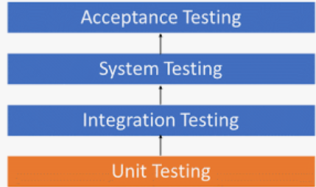 Acceptance Testing
System Testing
Integration Testing
Unit Testing